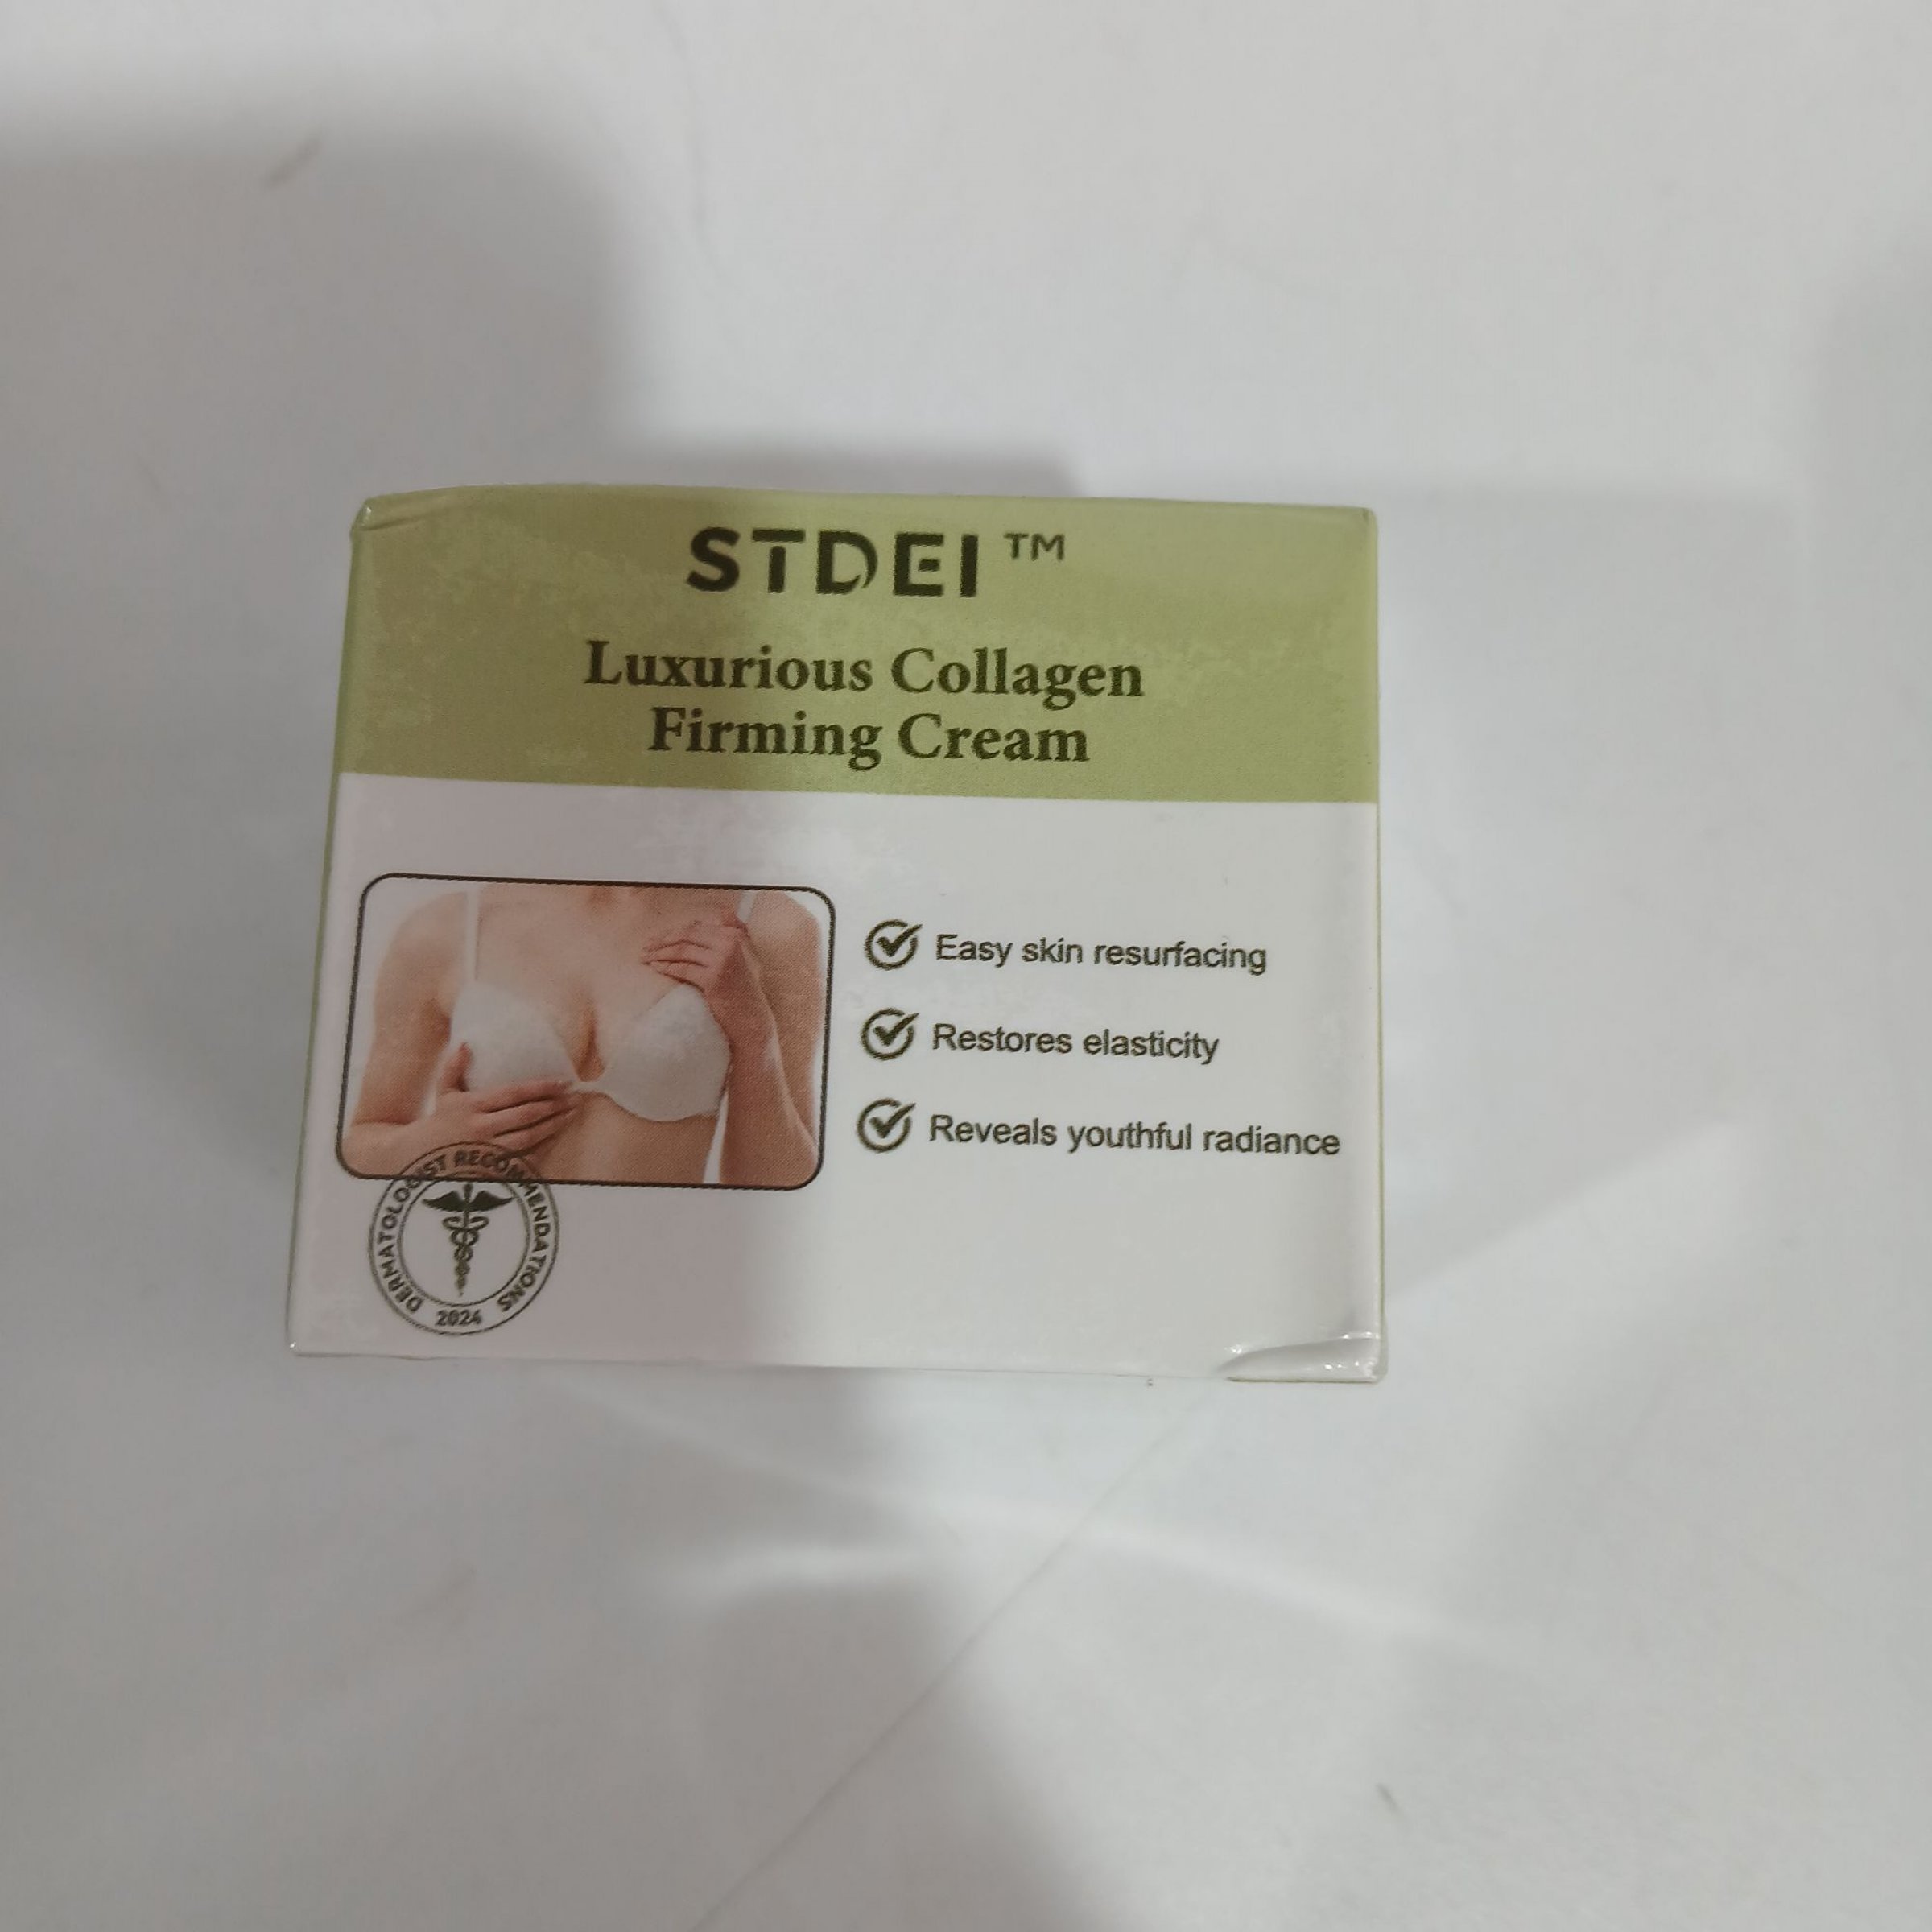 STDEI™
Luxurious Collagen
Firming Cream
Easy skin resurfacing
Restores elasticity
Reveals youthful radiance
DERMATOLOGIST RECOMMENDATIONS
2024